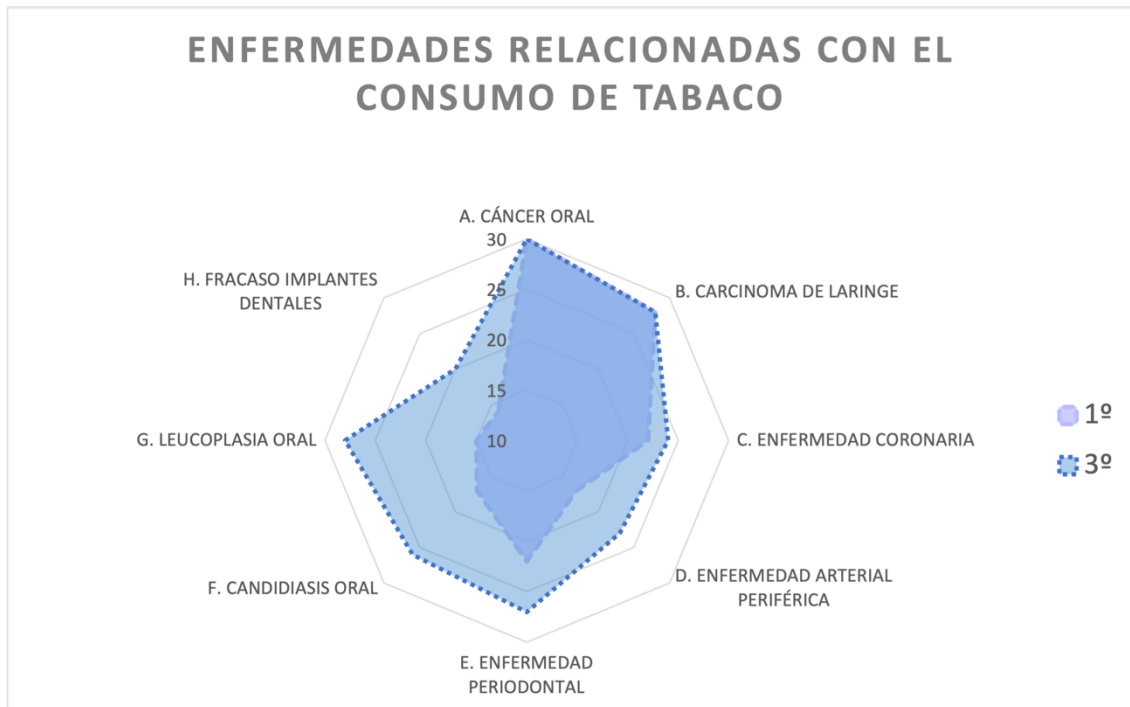 ENFERMEDADES RELACIONADAS CON EL
CONSUMO DE TABACO
A. CÁNCER ORAL
30
H. FRACASO IMPLANTES
DENTALES
B. CARCINOMA DE LARINGE
25
20
15
G. LEUCOPLASIA ORAL
10
C. ENFERMEDAD CORONARIA
1º
3º
F. CANDIDIASIS ORAL
D. ENFERMEDAD ARTERIAL
PERIFÉRICA
E. ENFERMEDAD
PERIODONTAL